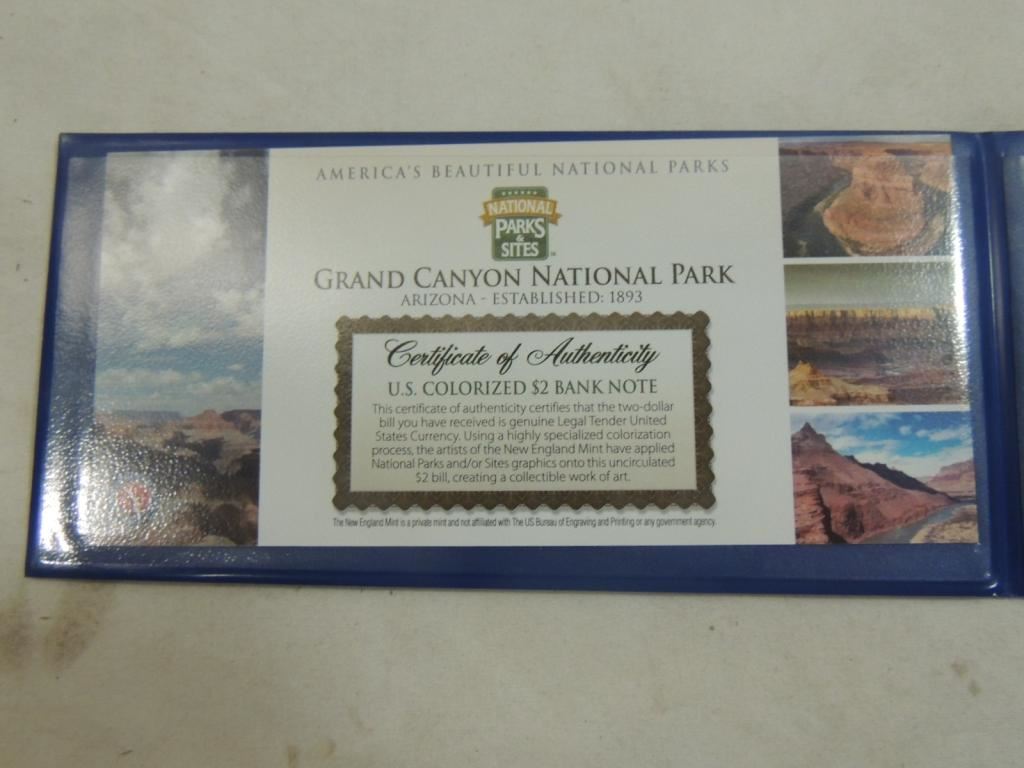 AMERICA'S BEAUTIFUL NATIONAL PARKS
NATIONAL
PARKS
&
SITES
GRAND CANYON NATIONAL PARK
ARIZONA - ESTABLISHED: 1893
Certificate of Authenticity
U.S. COLORIZED $2 BANK NOTE
This certificate of authenticity certifies that the two-dollar
bill you have received is genuine Legal Tender United
States Currency. Using a highly specialized colorization
process, the artists of the New England Mint have applied
National Parks and/or Sites graphics onto this uncirculated
$2 bill, creating a collectible work of art.
The New England Mint is a private mint and not affiliated with The US Bureau of Engraving and Printing or any government agency.